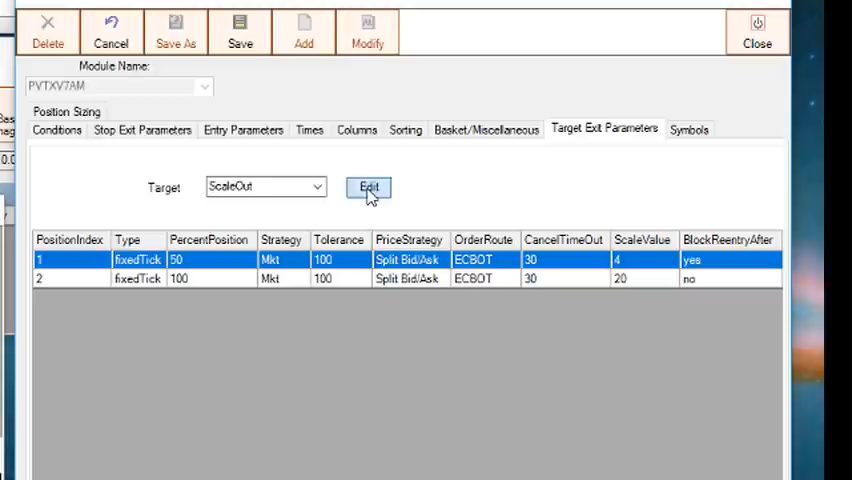 Delete Cancel Save As Save Add Modify Close
Module Name:
PVTXV7AM
Position Sizing
Conditions Stop Exit Parameters Entry Parameters Times Columns Sorting Basket/Miscellaneous Target Exit Parameters Symbols
Target ScaleOut Edit
PositionIndex Type PercentPosition Strategy Tolerance PriceStrategy OrderRoute CancelTimeOut ScaleValue BlockReentryAfter
1 fixedTick 50 Mkt 100 Split Bid/Ask ECBOT 30 4 yes
2 fixedTick 100 Mkt 100 Split Bid/Ask ECBOT 30 20 no